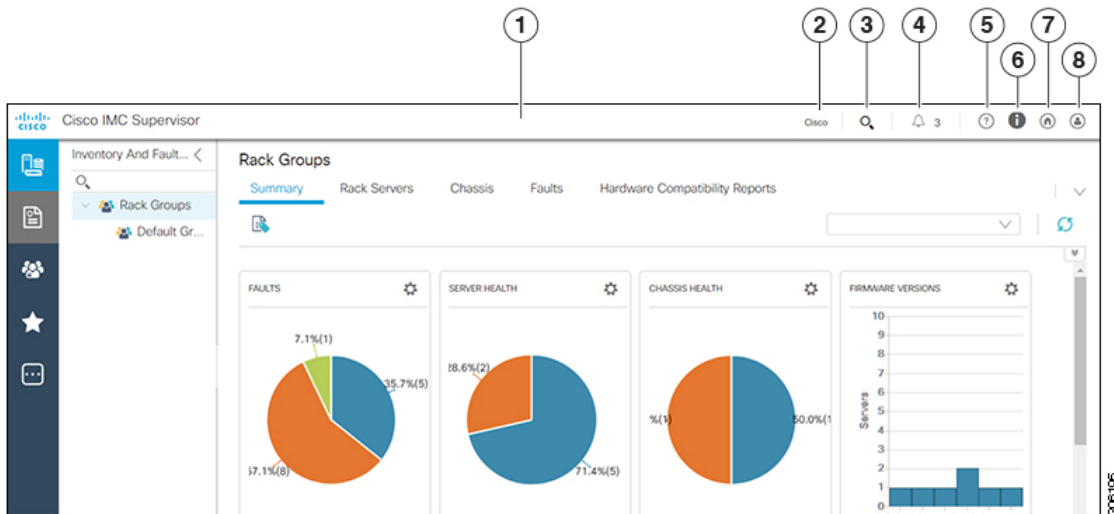 1 2 3 4 5 7
6 8
CISCO Cisco IMC Supervisor Cisco 3
Inventory And Fault...
Rack Groups
Default Gr...
Rack Groups
Summary Rack Servers Chassis Faults Hardware Compatibility Reports
FAULTS
7.1%(1)
35.7%(5)
57.1%(8)
SERVER HEALTH
28.6%(2)
71.4%(5)
CHASSIS HEALTH
%(1)
50.0%(1
FIRMWARE VERSIONS
10
9
8
7
6
5
4
3
2
1
0
Servers